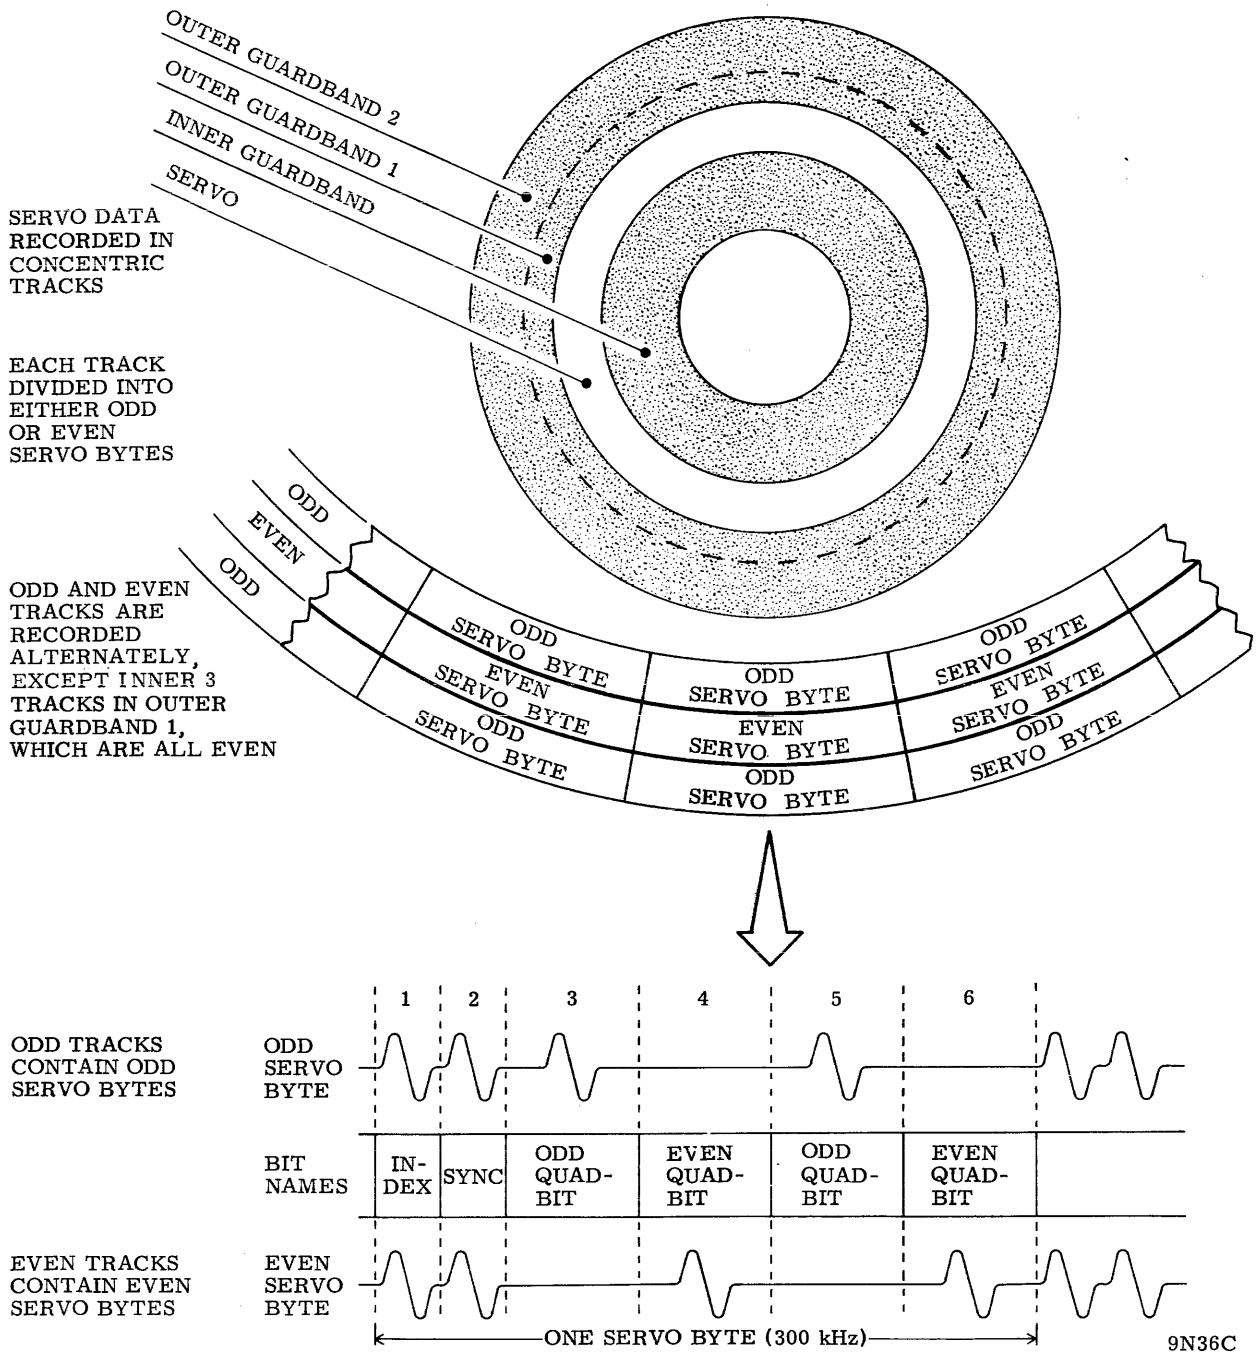 OUTER GUARDBAND 2
OUTER GUARDBAND 1
INNER GUARDBAND
SERVO
SERVO DATA
RECORDED IN
CONCENTRIC
TRACKS
EACH TRACK
DIVIDED INTO
EITHER ODD
OR EVEN
SERVO BYTES
ODD
EVEN
ODD
ODD AND EVEN
TRACKS ARE
RECORDED
ALTERNATELY,
EXCEPT INNER 3
TRACKS IN OUTER
GUARDBAND 1,
WHICH ARE ALL EVEN
ODD
SERVO BYTE
EVEN
SERVO BYTE
ODD
SERVO BYTE
ODD
SERVO BYTE
EVEN
SERVO BYTE
ODD
SERVO BYTE
ODD
SERVO BYTE
EVEN
SERVO BYTE
ODD
SERVO BYTE
1 2 3 4 5 6
ODD TRACKS
CONTAIN ODD
SERVO BYTES
ODD
SERVO
BYTE
BIT
NAMES
IN-
DEX
SYNC
ODD
QUAD-
BIT
EVEN
QUAD-
BIT
ODD
QUAD-
BIT
EVEN
QUAD-
BIT
EVEN TRACKS
CONTAIN EVEN
SERVO BYTES
EVEN
SERVO
BYTE
ONE SERVO BYTE (300 kHz)
9N36C